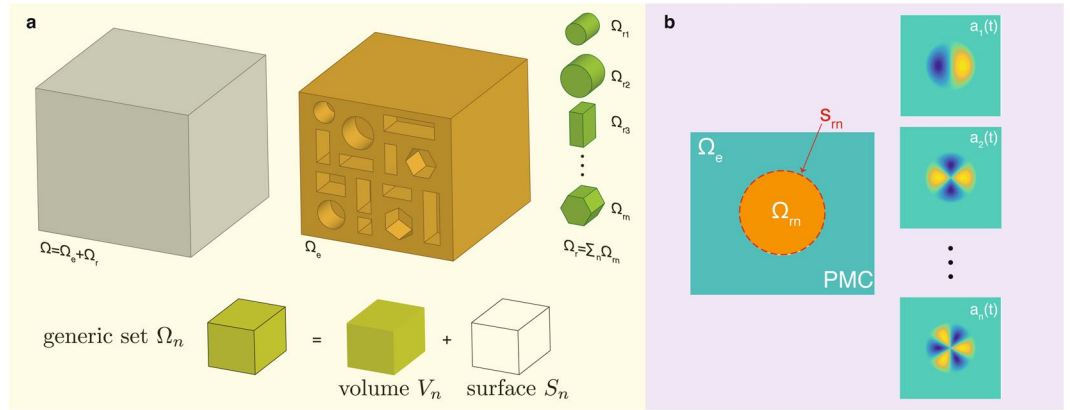 a
Ω=Ωe+Ωr
Ωe
Ωr1
Ωr2
Ωr3
Ωrn
Ωr=∑nΩrn
generic set Ωn
=
+
volume Vn
surface Sn
b
Ωe
Srn
Ωrn
PMC
a1(t)
a2(t)
an(t)